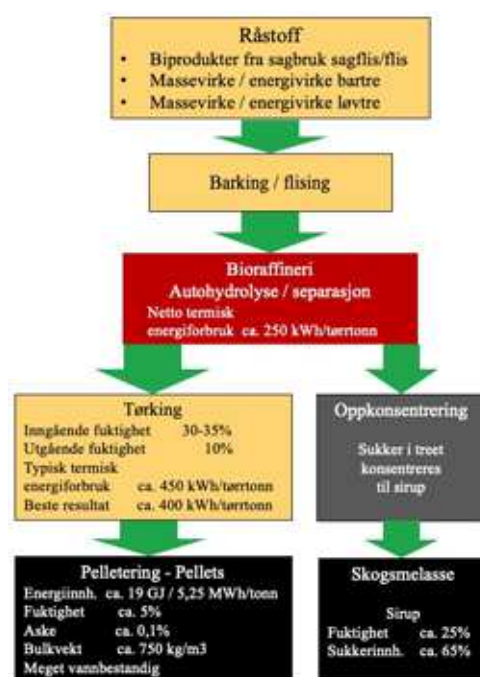 Råstoff
• Biprodukter fra sagbruk sagflis/flis
• Massevirke / energivirke bartre
• Massevirke / energivirke løvtre
Barking / flising
Bioraffineri
Autohydrolyse / separasjon
Netto termisk
energiforbruk ca. 250 kWh/tørrtonn
Tørking
Inngående fuktighet 30-35%
Utgående fuktighet 10%
Typisk termisk
energiforbruk ca. 450 kWh/tørrtonn
Beste resultat ca. 400 kWh/tørrtonn
Oppkonsentrering
Sukker i treet
konsentreres
til sirup
Pelletering - Pellets
Energiinnh. ca. 19 GJ / 5,25 MWh/tonn
Fuktighet ca. 5%
Aske ca. 0,1%
Bulkvekt ca. 750 kg/m3
Meget vannbestandig
Skogsmelasse
Sirup
Fuktighet ca. 25%
Sukkerinnh. ca. 65%